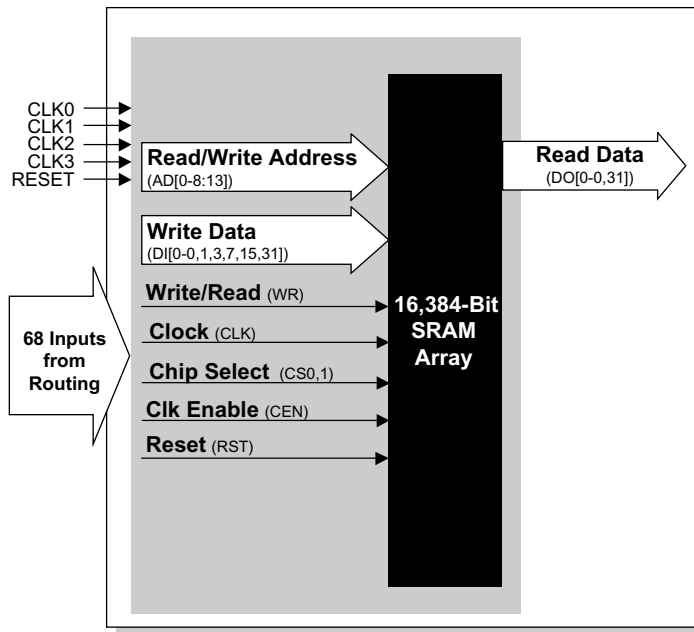 CLK0
CLK1
CLK2
CLK3
RESET
Read/Write Address
(AD[0-8:13])
Read Data
(DO[0-0,31])
Write Data
(DI[0-0,1,3,7,15,31])
Write/Read (WR)
Clock (CLK)
Chip Select (CS0,1)
Clk Enable (CEN)
Reset (RST)
16,384-Bit
SRAM
Array
68 Inputs
from
Routing